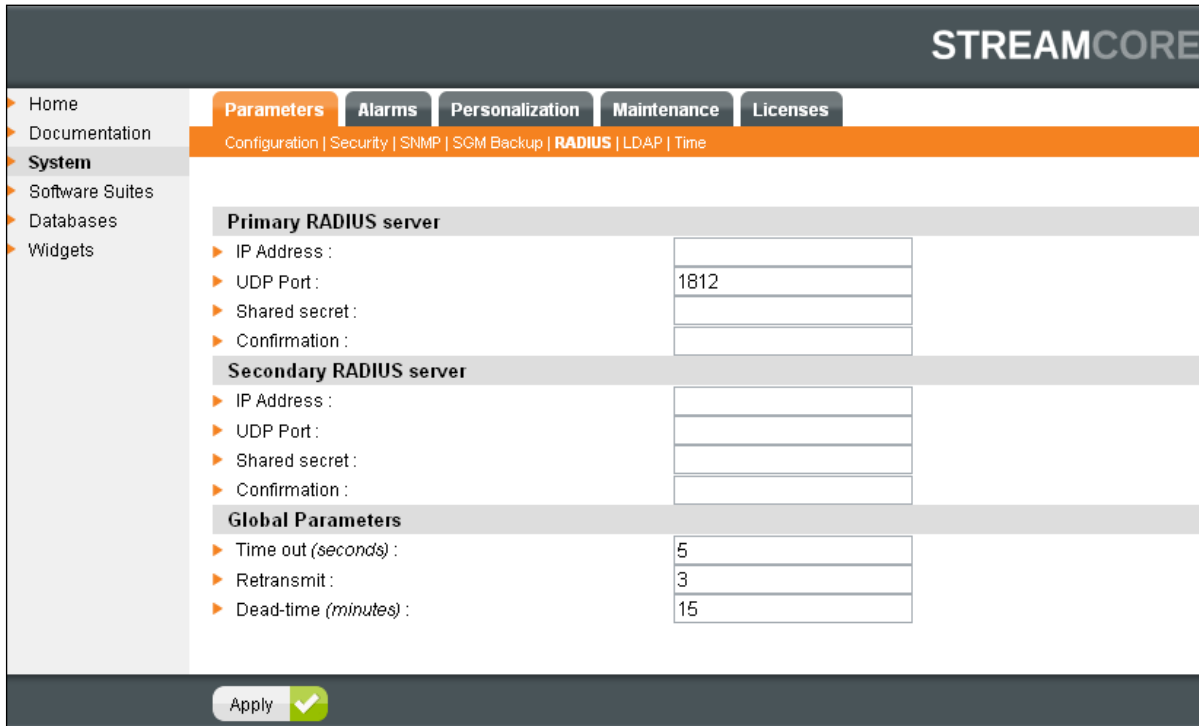 STREAMCORE
Home
Documentation
System
Software Suites
Databases
Widgets
Parameters Alarms Personalization Maintenance Licenses
Configuration | Security | SNMP | SGM Backup | RADIUS | LDAP | Time
Primary RADIUS server
IP Address :
UDP Port : 1812
Shared secret :
Confirmation :
Secondary RADIUS server
IP Address :
UDP Port :
Shared secret :
Confirmation :
Global Parameters
Time out (seconds) : 5
Retransmit : 3
Dead-time (minutes) : 15
Apply